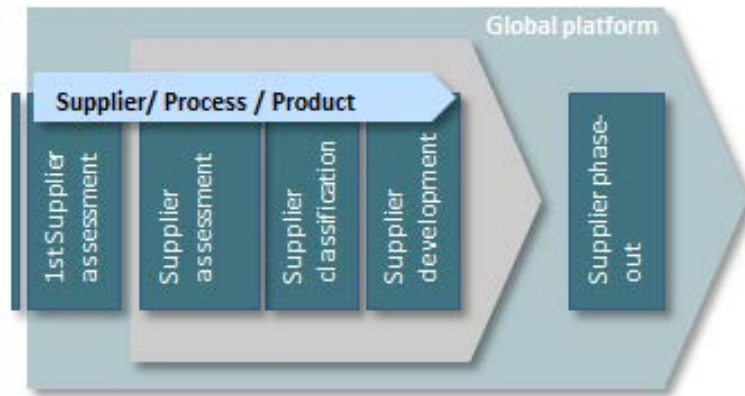 Global platform
Supplier/ Process / Product
1st Supplier
assessment
Supplier
assessment
Supplier
classification
Supplier
development
Supplier phase-
out